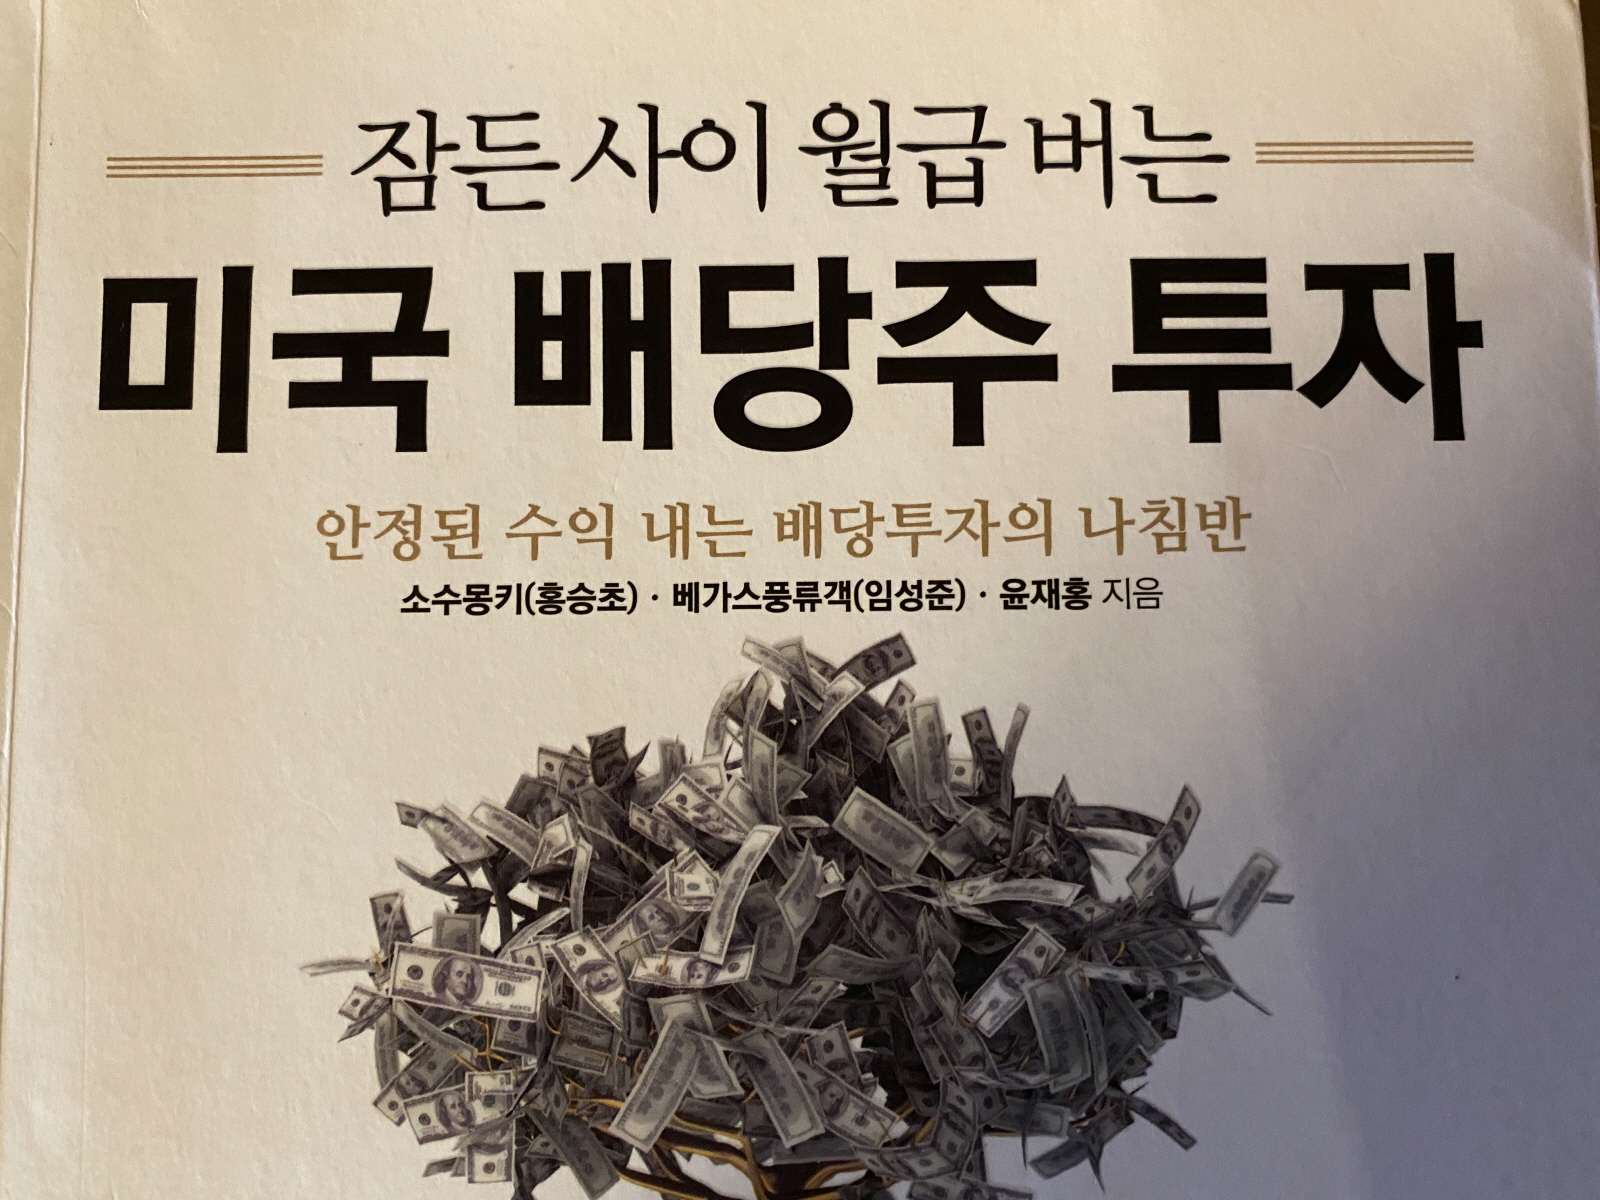 잠든 사이 월급 버는
미국 배당주 투자
안정된 수익 내는 배당투자의 나침반
소수몽키(홍승초) · 베가스풍류객(임성준) · 윤재홍 지음